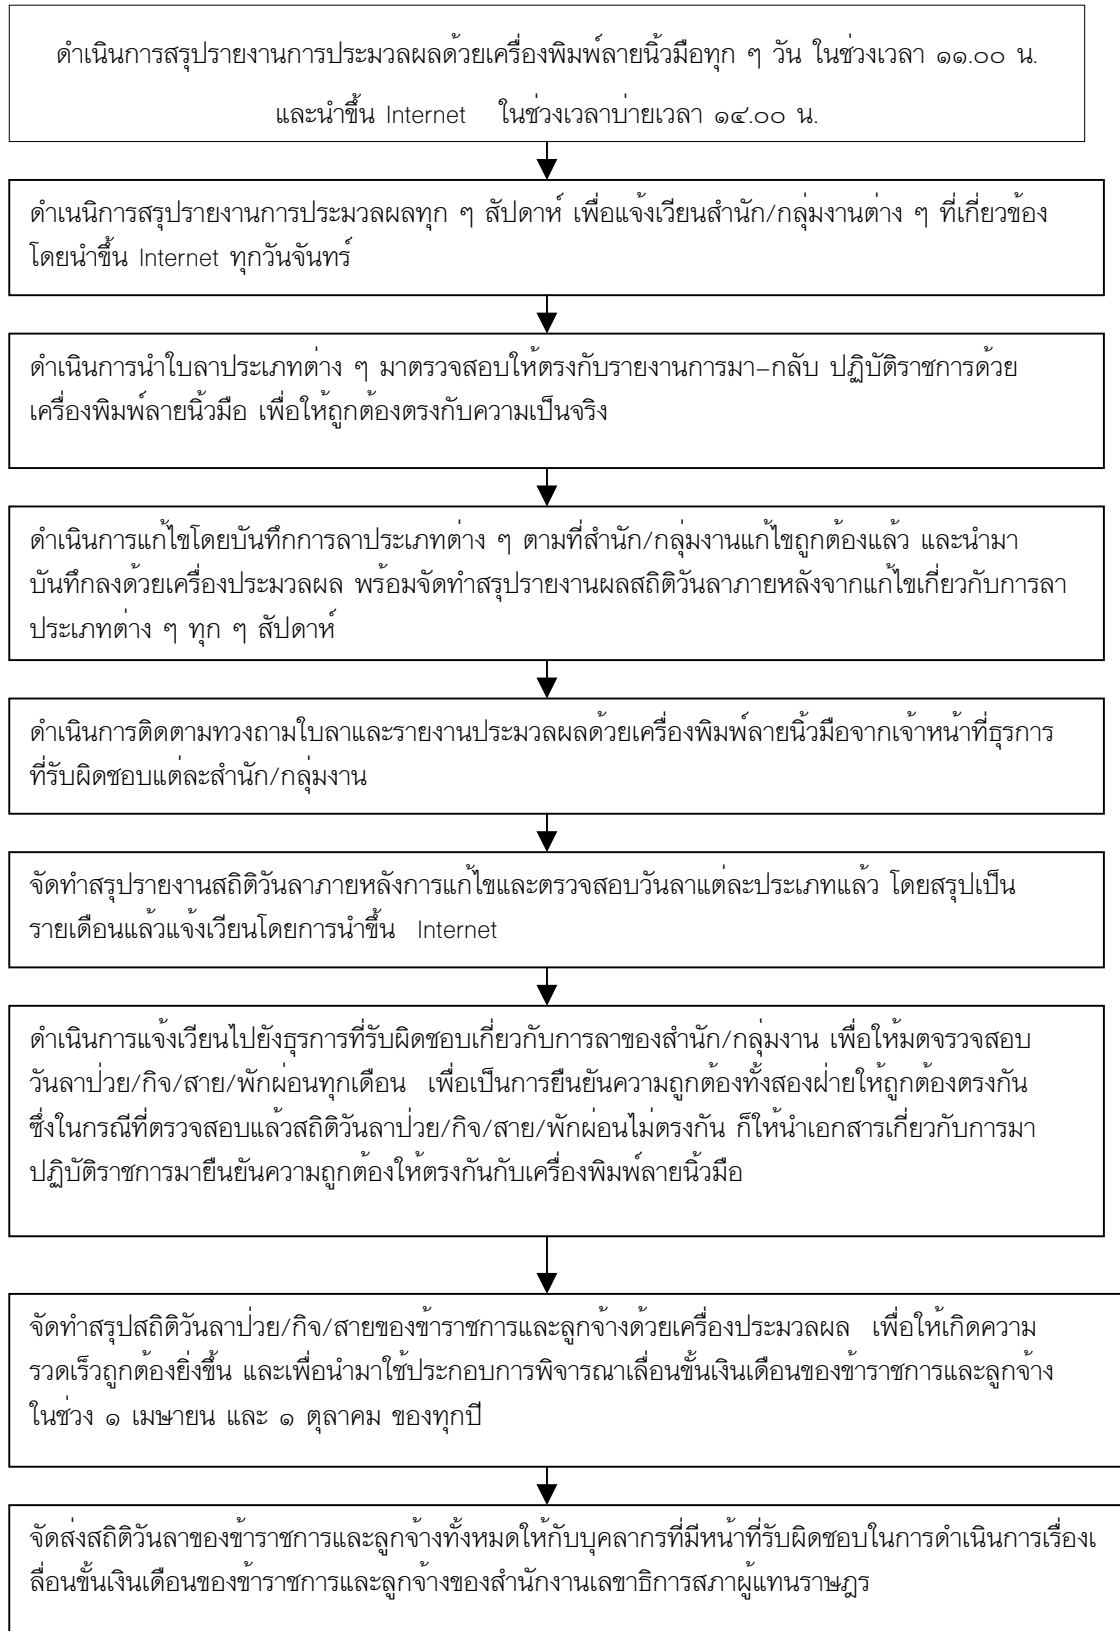 ดำเนินการสรุปรายงานการประมวลผลด้วยเครื่องพิมพ์ลายนิ้วมือทุก ๆ วัน ในช่วงเวลา ๑๑.๐๐ น.
และนำขึ้น Internet ในช่วงเวลาบ่ายเวลา ๑๔.๐๐ น.
ดำเนนิการสรุปรายงานการประมวลผลทุก ๆ สัปดาห์ เพื่อแจ้งเวียนสำนัก/กลุ่มงานต่าง ๆ ที่เกี่ยวข้อง
โดยนำขึ้น Internet ทุกวันจันทร์
ดำเนินการนำใบลาประเภทต่าง ๆ มาตรวจสอบให้ตรงกับรายงานการมา-กลับ ปฏิบัติราชการด้วย
เครื่องพิมพ์ลายนิ้วมือ เพื่อให้ถูกต้องตรงกับความเป็นจริง
ดำเนินการแก้ไขโดยบันทึกการลาประเภทต่าง ๆ ตามที่สำนัก/กลุ่มงานแก้ไขถูกต้องแล้ว และนำมา
บันทึกลงด้วยเครื่องประมวลผล พร้อมจัดทำสรุปรายงานผลสถิติวันลาภายหลังจากแก้ไขเกี่ยวกับการลา
ประเภทต่าง ๆ ทุก ๆ สัปดาห์
ดำเนินการติดตามทวงถามใบลาและรายงานประมวลผลด้วยเครื่องพิมพ์ลายนิ้วมือจากเจ้าหน้าที่ธุรการ
ที่รับผิดชอบแต่ละสำนัก/กลุ่มงาน
จัดทำสรุปรายงานสถิติวันลาภายหลังการแก้ไขและตรวจสอบวันลาแต่ละประเภทแล้ว โดยสรุปเป็น
รายเดือนแล้วแจ้งเวียนโดยการนำขึ้น Internet
ดำเนินการแจ้งเวียนไปยังธุรการที่รับผิดชอบเกี่ยวกับการลาของสำนัก/กลุ่มงาน เพื่อให้มตจรวจสอบ
วันลาป่วย/กิจ/สาย/พักผ่อนทุกเดือน เพื่อเป็นการยืนยันความถูกต้องทั้งสองฝ่ายให้ถูกต้องตรงกัน
ซึ่งในกรณีที่ตรวจสอบแล้วสถิติวันลาป่วย/กิจ/สาย/พักผ่อนไม่ตรงกัน ก็ให้นำเอกสารเกี่ยวกับการมา
ปฏิบัติราชการมายืนยันความถูกต้องให้ตรงกันกับเครื่องพิมพ์ลายนิ้วมือ
จัดทำสรุปสถิติวันลาป่วย/กิจ/สายของข้าราชการและลูกจ้างด้วยเครื่องประมวลผล เพื่อให้เกิดความ
รวดเร็วถูกต้องยิ่งขึ้น และเพื่อนำมาใช้ประกอบการพิจารณาเลื่อนขั้นเงินเดือนของข้าราชการและลูกจ้าง
ในช่วง ๑ เมษายน และ ๑ ตุลาคม ของทุกปี
จัดส่งสถิติวันลาของข้าราชการและลูกจ้างทั้งหมดให้กับบุคลากรที่มีหน้าที่รับผิดชอบในการดำเนินการเรื่องเ
ลื่อนขั้นเงินเดือนของข้าราชการและลูกจ้างของสำนักงานเลขาธิการสภาผู้แทนราษฎร